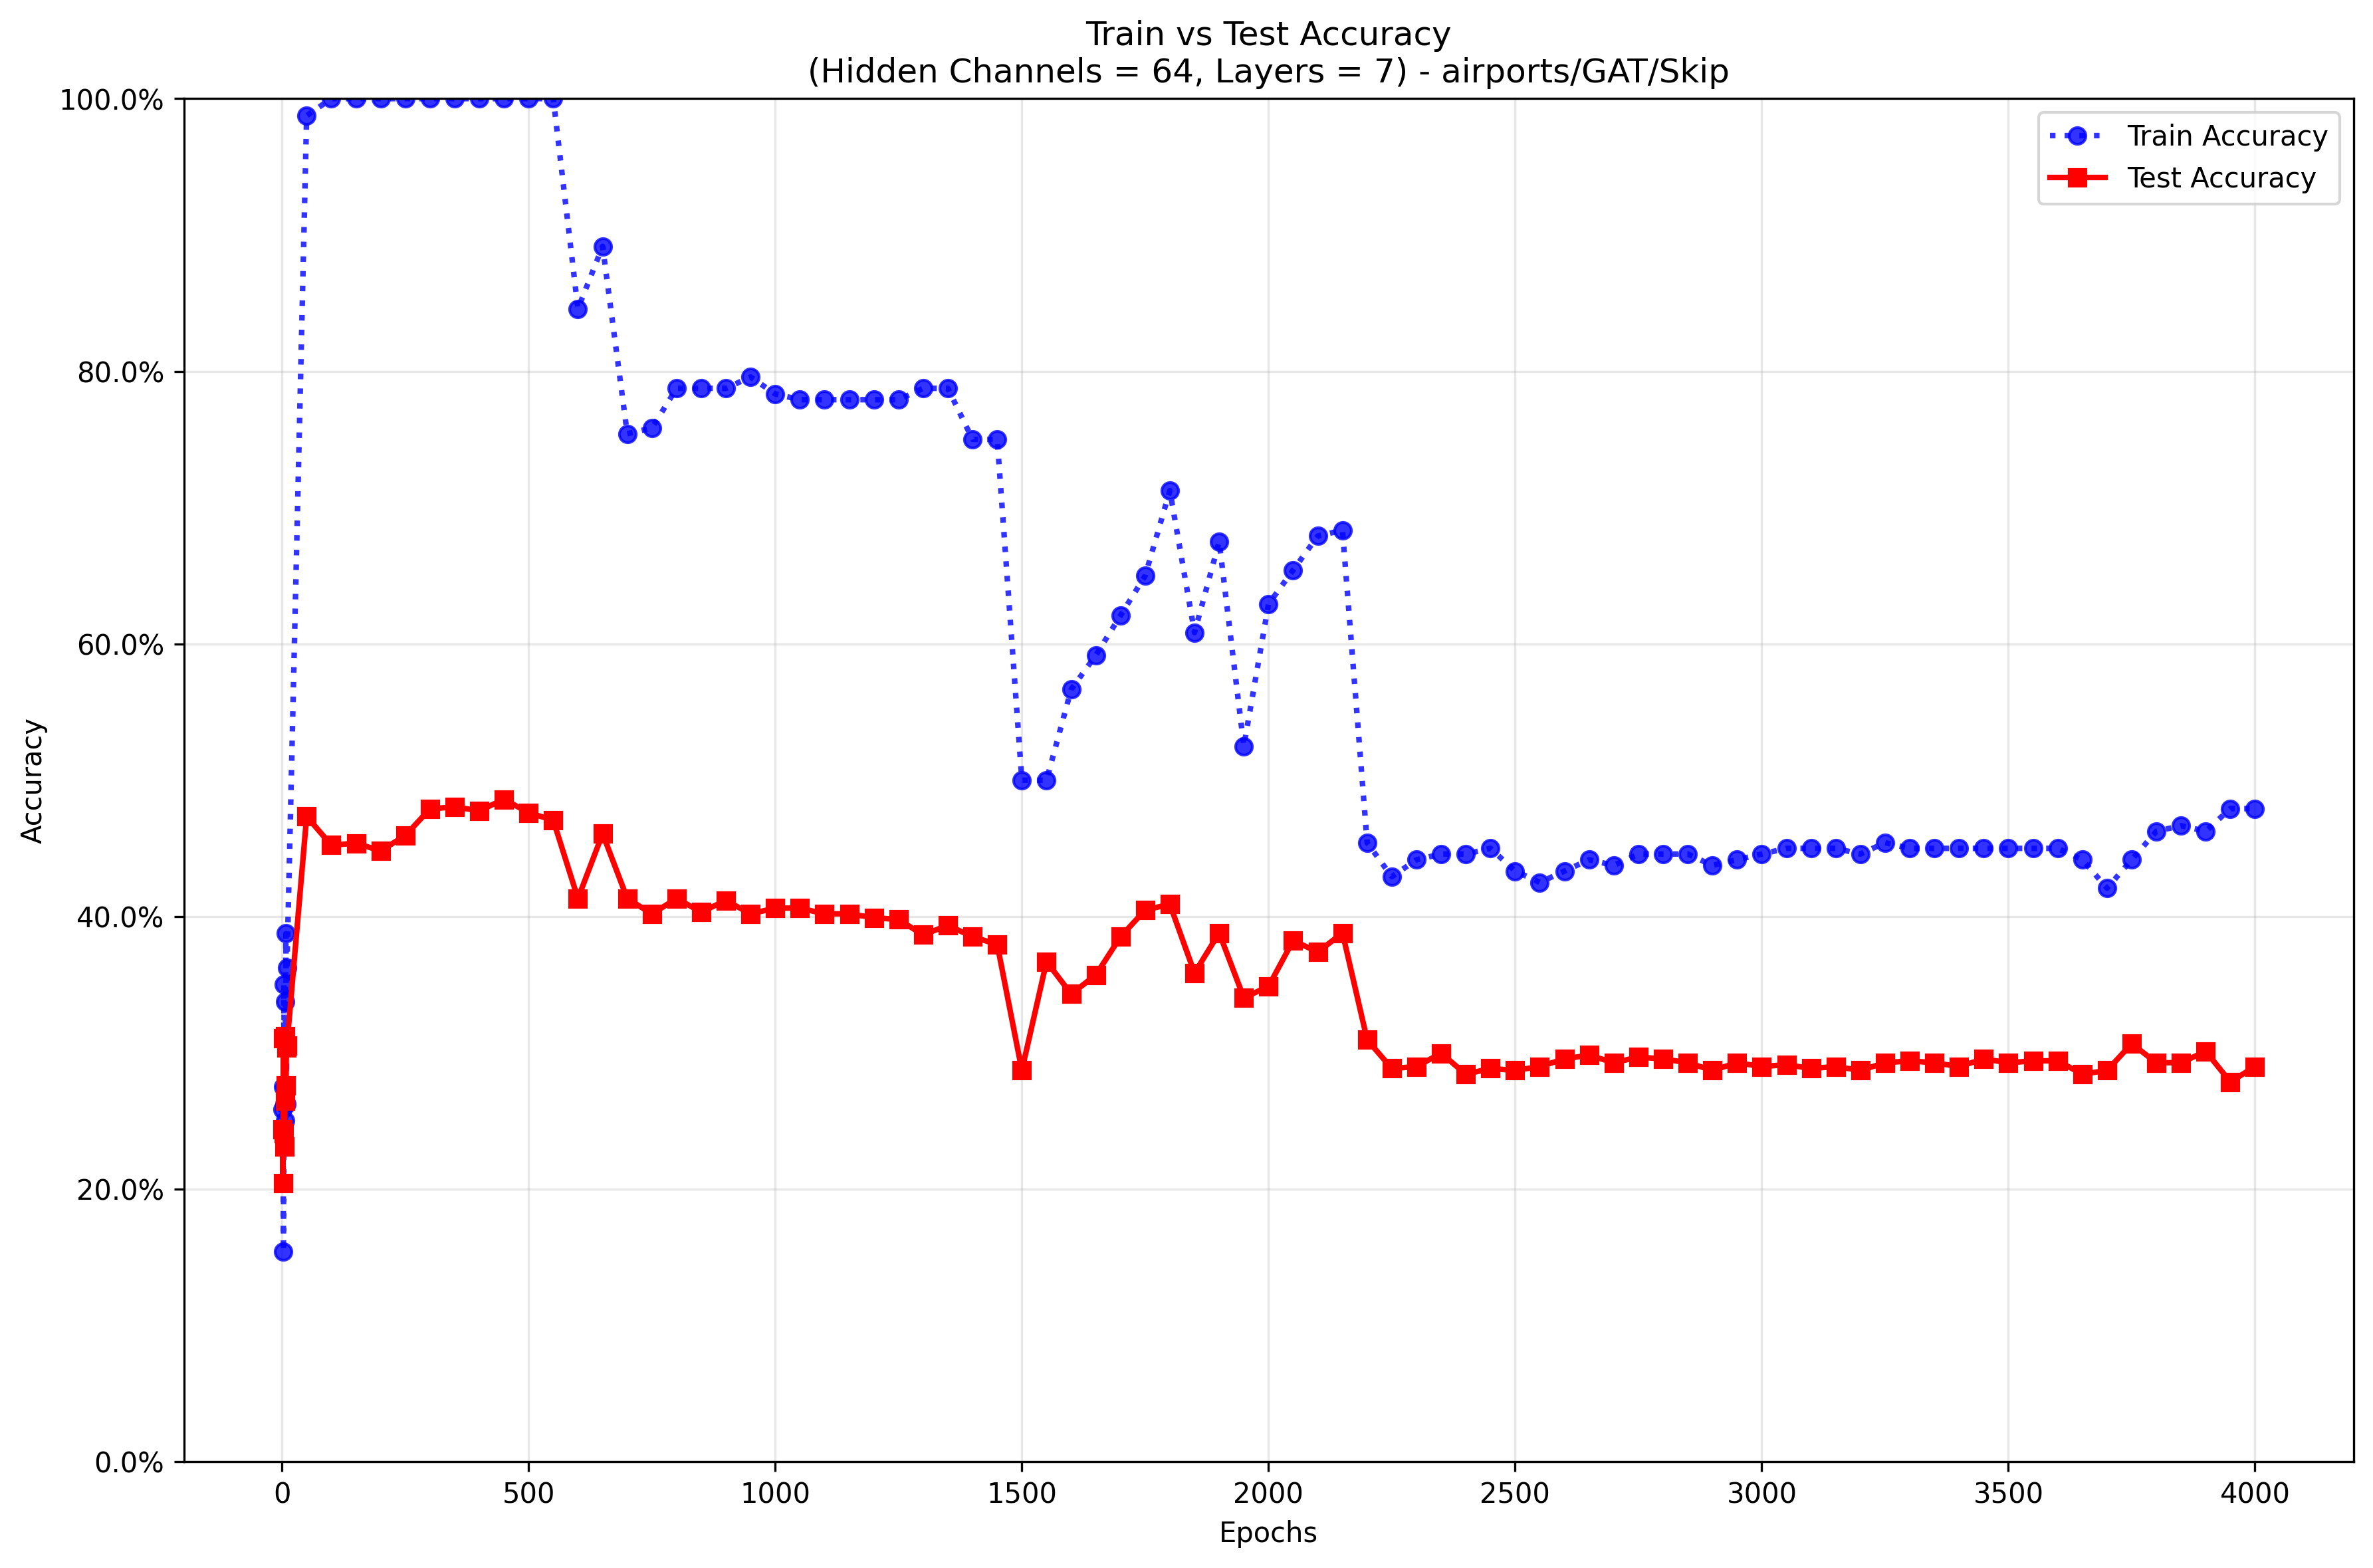 Train vs Test Accuracy
(Hidden Channels = 64, Layers = 7) - airports/GAT/Skip
100.0%
80.0%
60.0%
40.0%
20.0%
0.0%
Accuracy
Train Accuracy
Test Accuracy
0
500
1000
1500
2000
2500
3000
3500
4000
Epochs